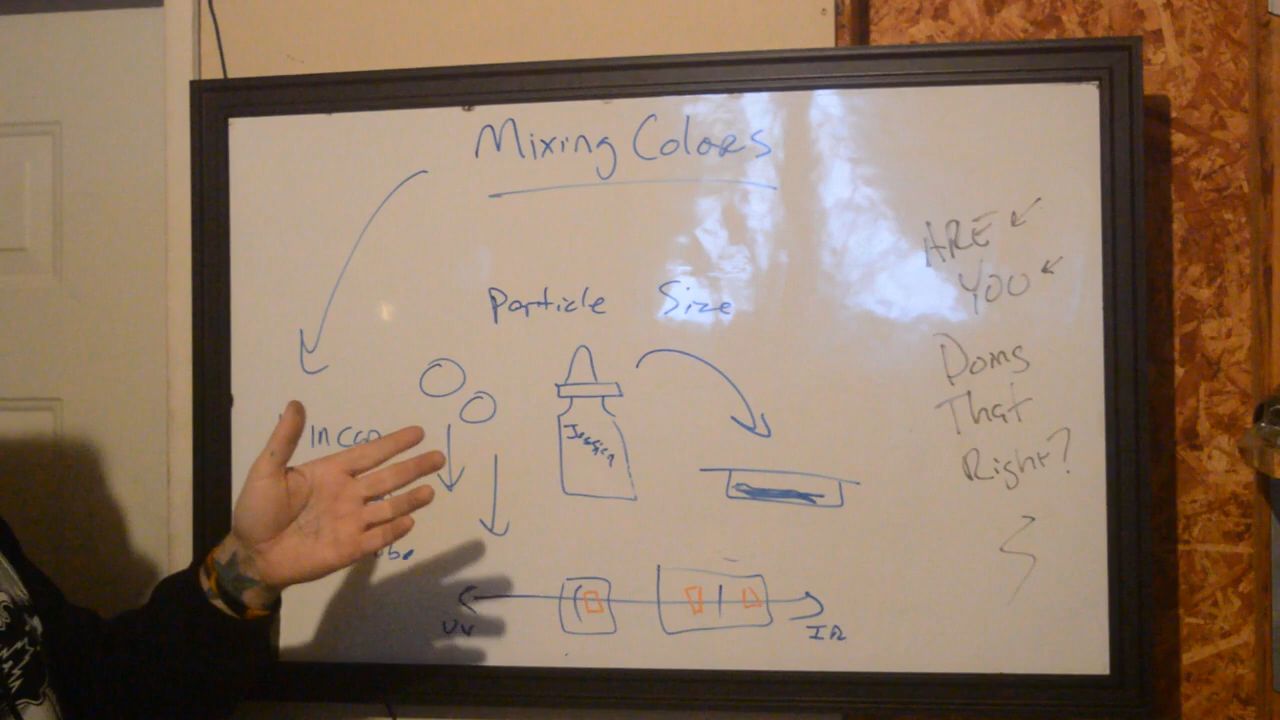 Mixing Colors
Particle Size
ARE
YOU
Doms
That
Right?
UV
IR